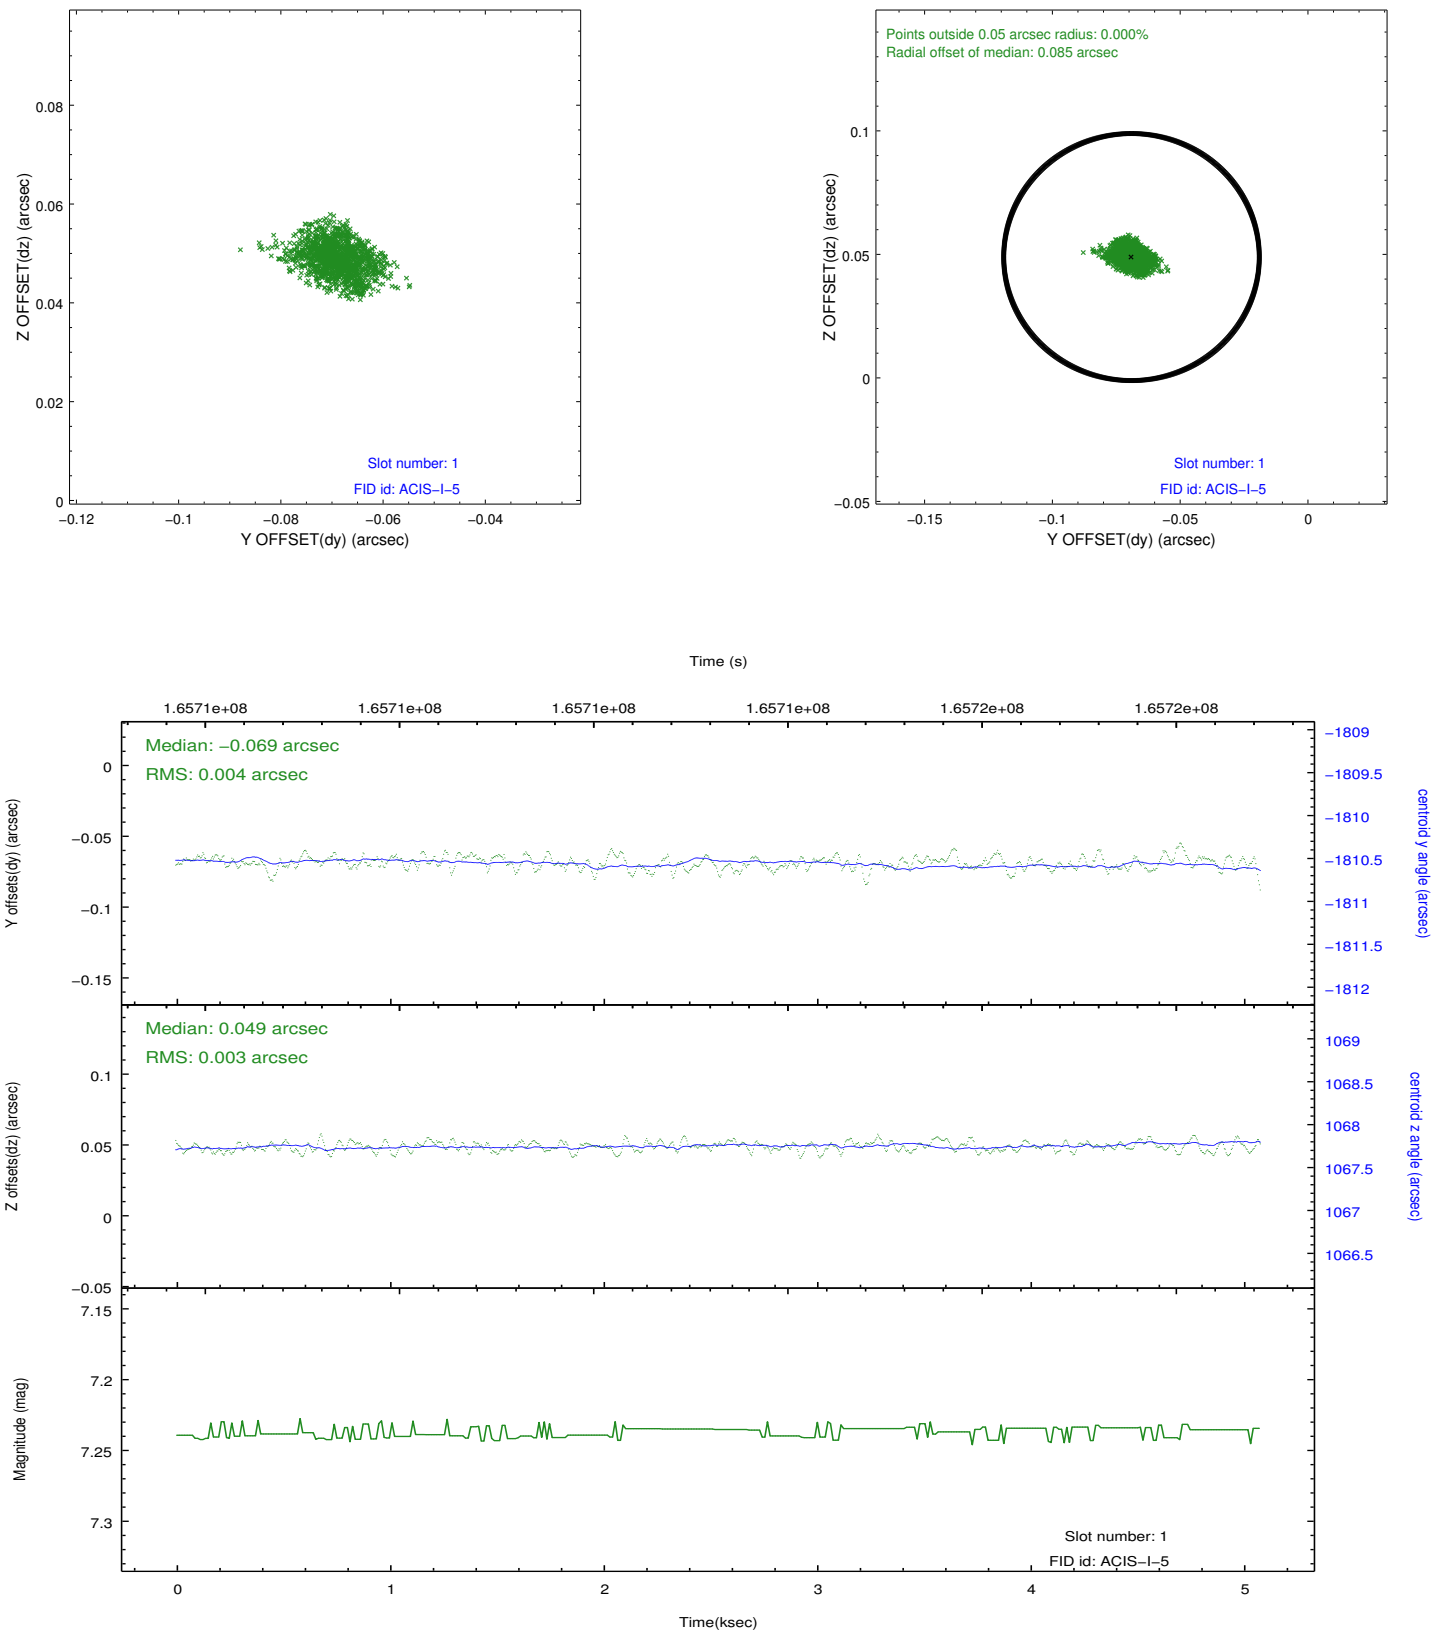 0.08
0.06
0.04
0.02
0
Z OFFSET(dz) (arcsec)
Slot number: 1
FID id: ACIS−I−5
−0.12
−0.1
−0.08
−0.06
−0.04
Y OFFSET(dy) (arcsec)
Points outside 0.05 arcsec radius: 0.000%
Radial offset of median: 0.085 arcsec
0.1
0.05
0
−0.05
Z OFFSET(dz) (arcsec)
Slot number: 1
FID id: ACIS−I−5
−0.15
−0.1
−0.05
0
Y OFFSET(dy) (arcsec)
Time (s)
1.6571e+08
1.6571e+08
1.6571e+08
1.6571e+08
1.6572e+08
1.6572e+08
Median: −0.069 arcsec
RMS: 0.004 arcsec
0
−0.05
−0.1
−0.15
Y offsets(dy) (arcsec)
−1809
−1809.5
−1810
−1810.5
−1811
−1811.5
−1812
centroid y angle (arcsec)
Median: 0.049 arcsec
RMS: 0.003 arcsec
0.1
0.05
0
−0.05
Z offsets(dz) (arcsec)
1069
1068.5
1068
1067.5
1067
1066.5
centroid z angle (arcsec)
7.15
7.2
7.25
7.3
Magnitude (mag)
Slot number: 1
FID id: ACIS−I−5
0
1
2
3
4
5
Time(ksec)